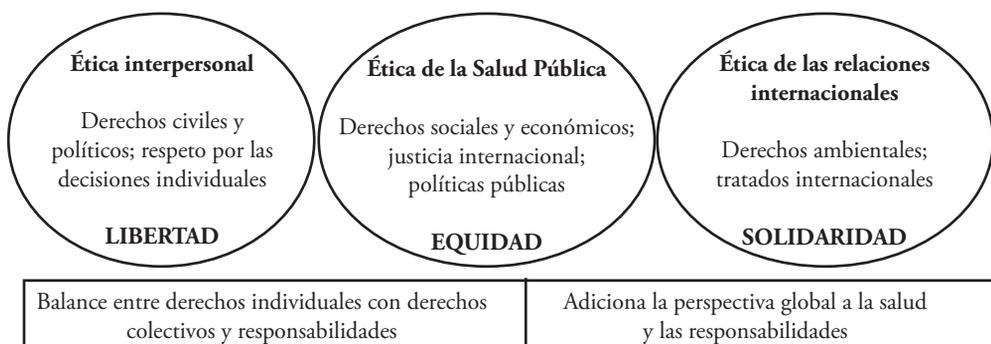 Ética interpersonal
Derechos civiles y
políticos; respeto por las
decisiones individuales
LIBERTAD
Ética de la Salud Pública
Derechos sociales y económicos;
justicia internacional;
políticas públicas
EQUIDAD
Ética de las relaciones
internacionales
Derechos ambientales;
tratados internacionales
SOLIDARIDAD
Balance entre derechos individuales con derechos
colectivos y responsabilidades
Adiciona la perspectiva global a la salud
y las responsabilidades